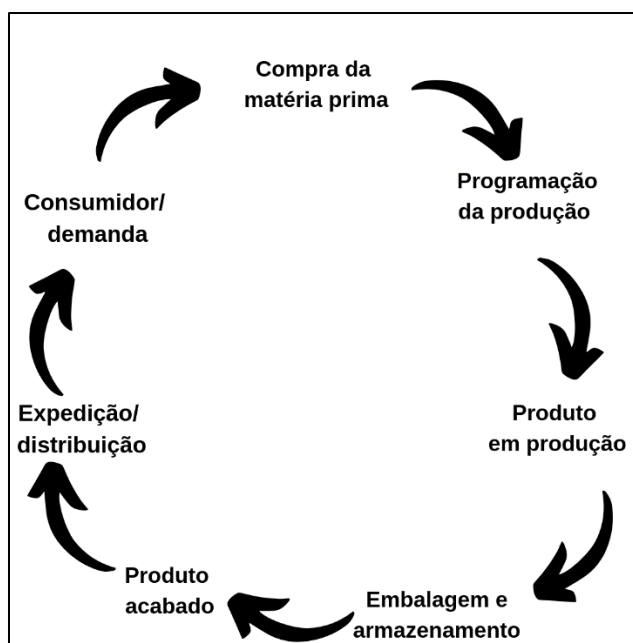 Compra da
matéria prima
Programação
da produção
Produto
em produção
Embalagem e
armazenamento
Produto
acabado
Expedição/
distribuição
Consumidor/
demanda